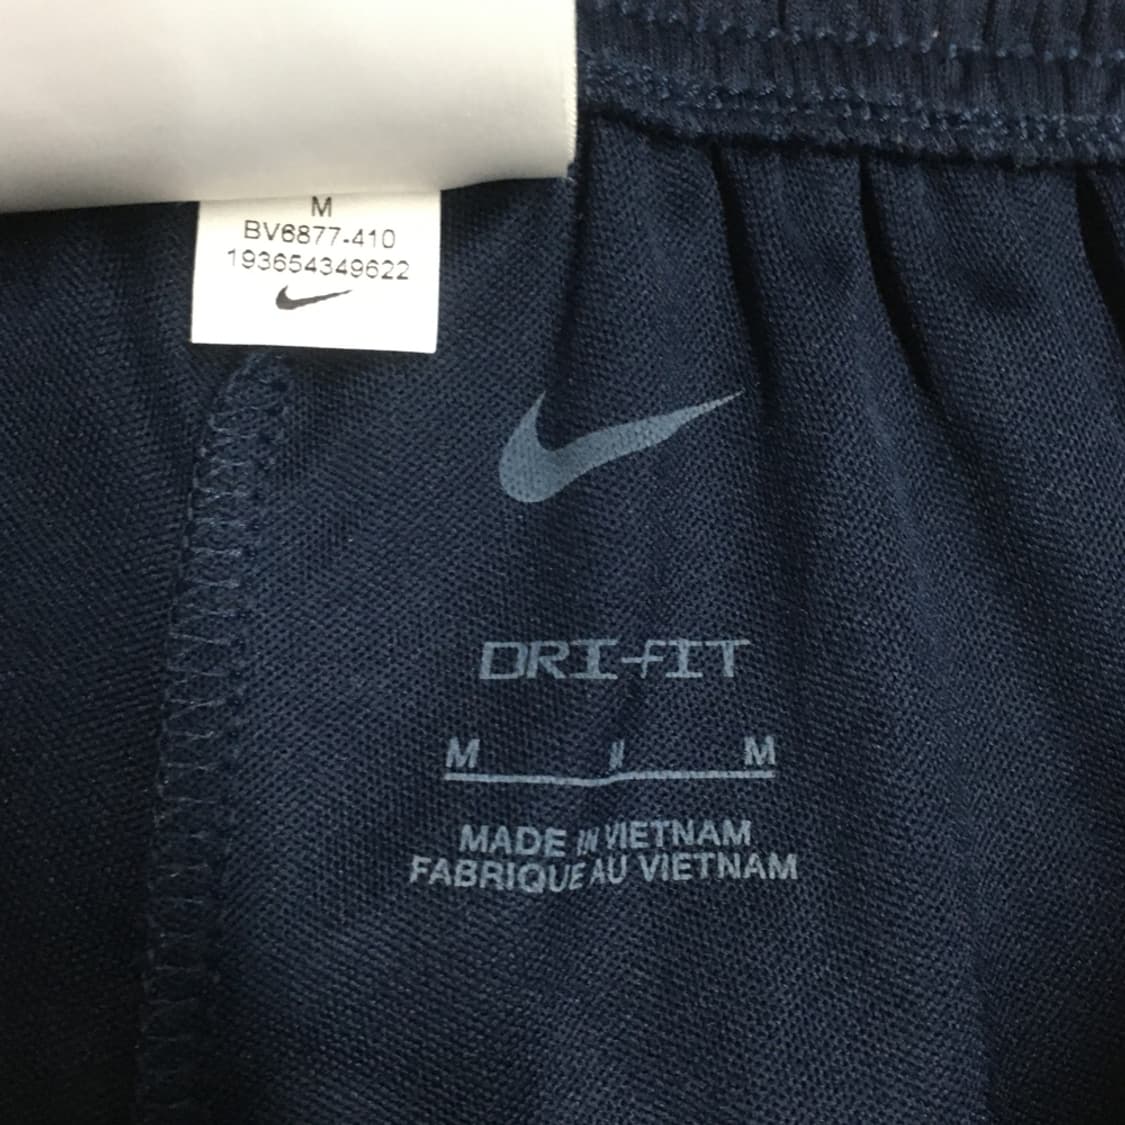 M
BV6877-410
193654349622
DRI-FIT
M M
MADE IN VIETNAM
FABRIQUE AU VIETNAM